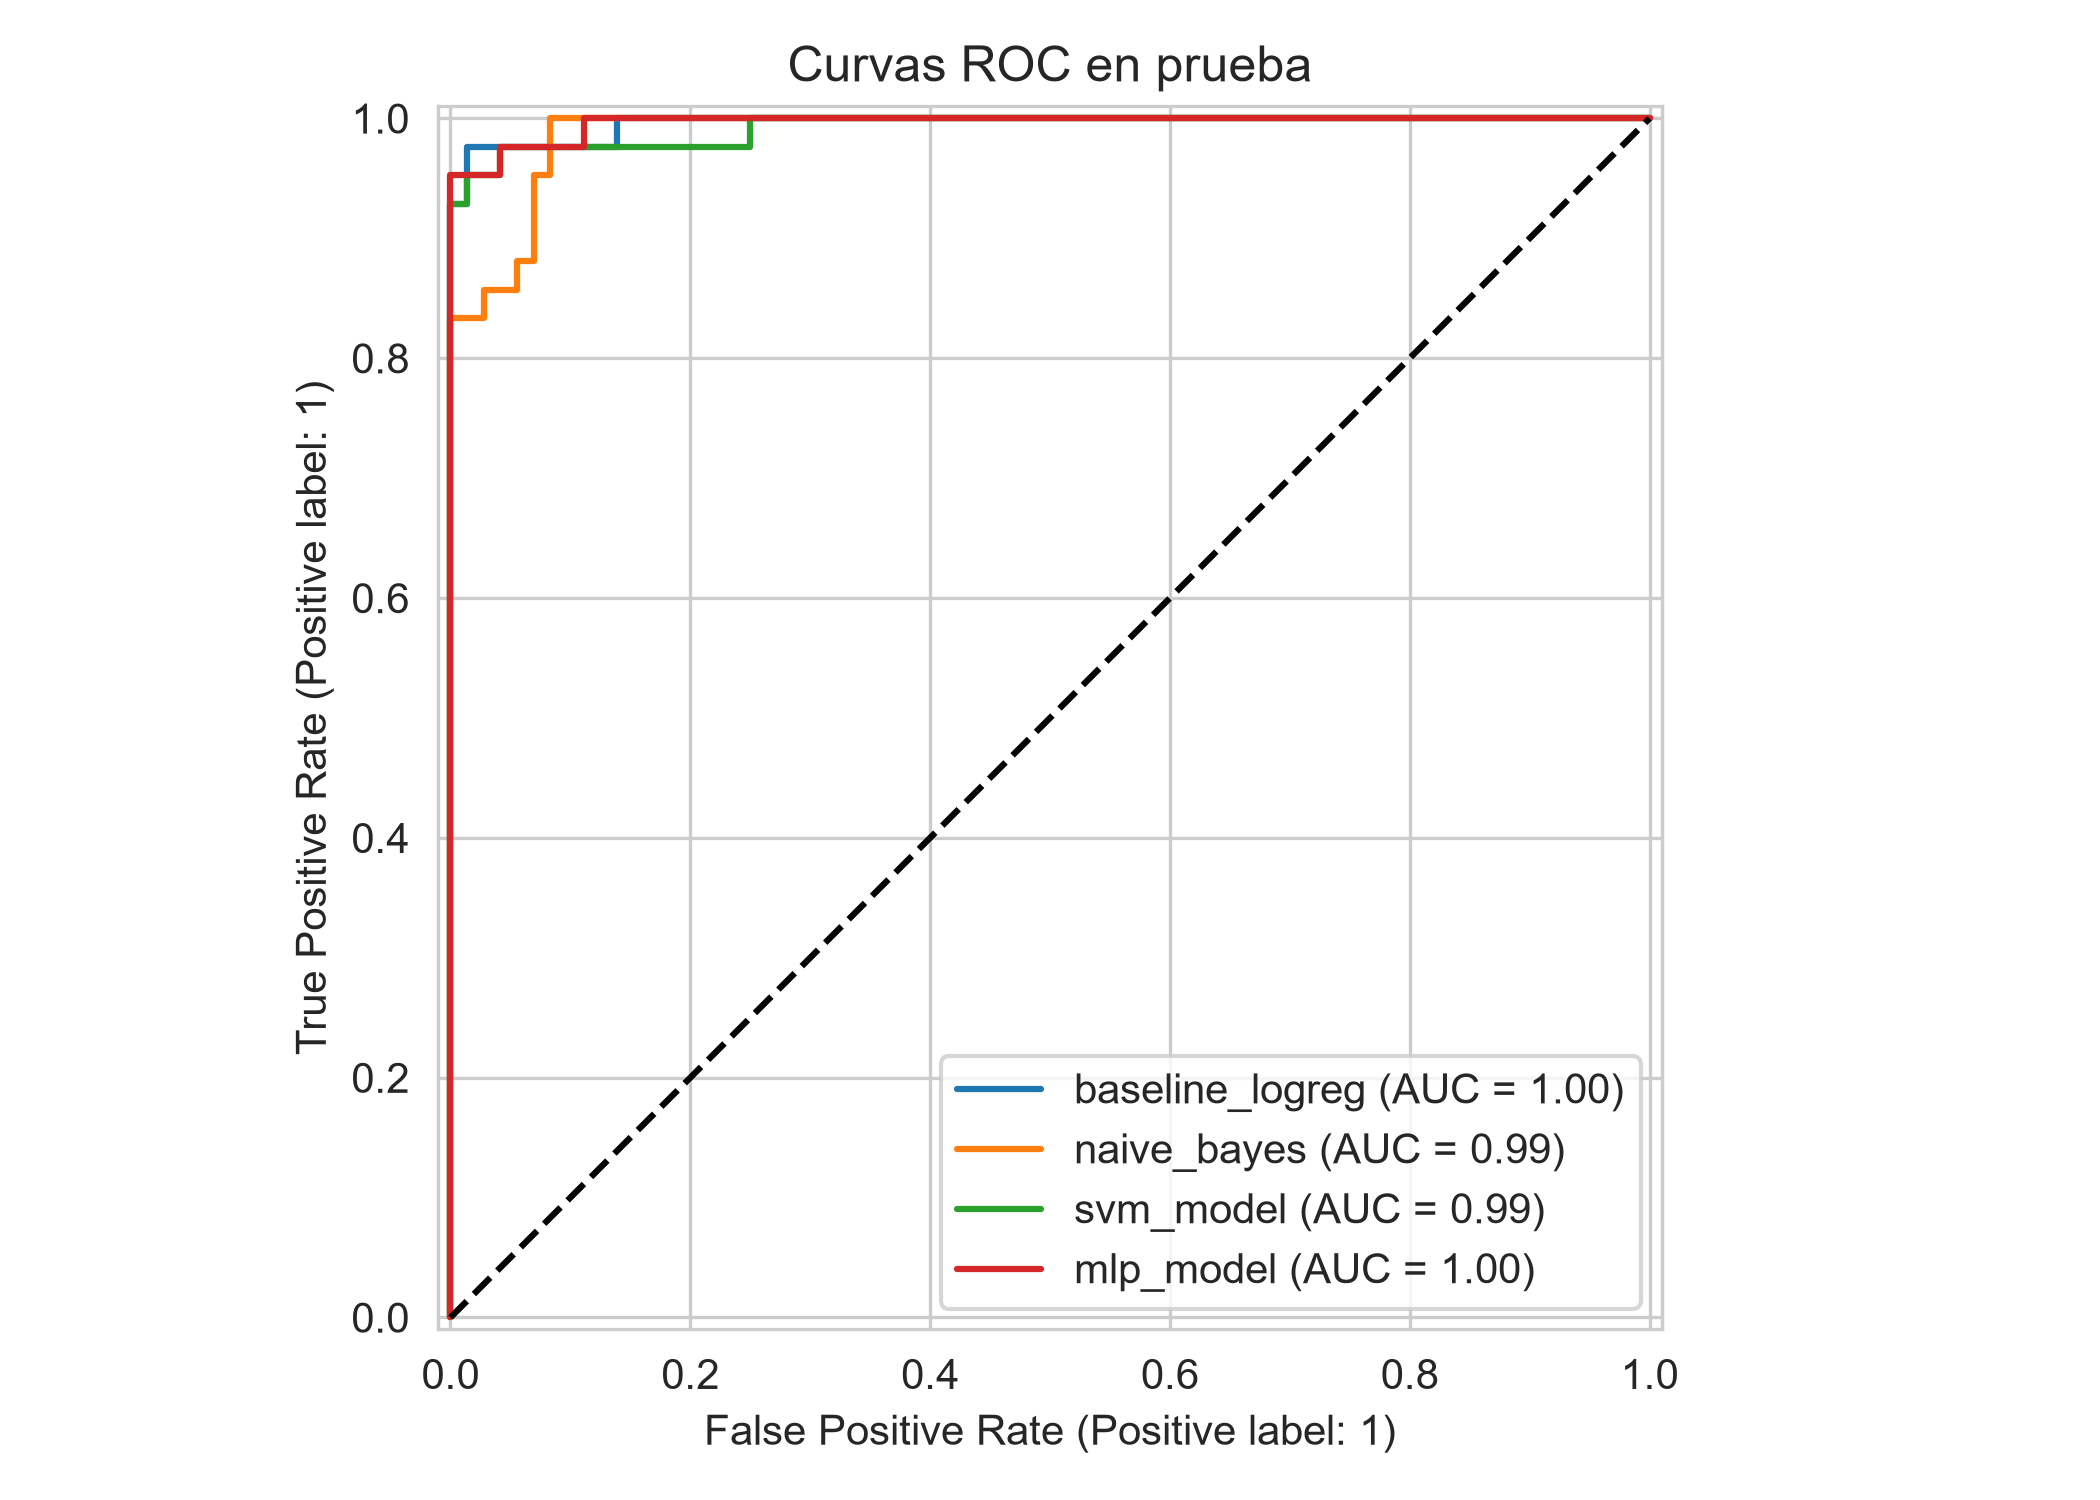 Curvas ROC en prueba
1.0
0.8
0.6
0.4
0.2
0.0
True Positive Rate (Positive label: 1)
baseline_logreg (AUC = 1.00)
naive_bayes (AUC = 0.99)
svm_model (AUC = 0.99)
mlp_model (AUC = 1.00)
0.0 0.2 0.4 0.6 0.8 1.0
False Positive Rate (Positive label: 1)